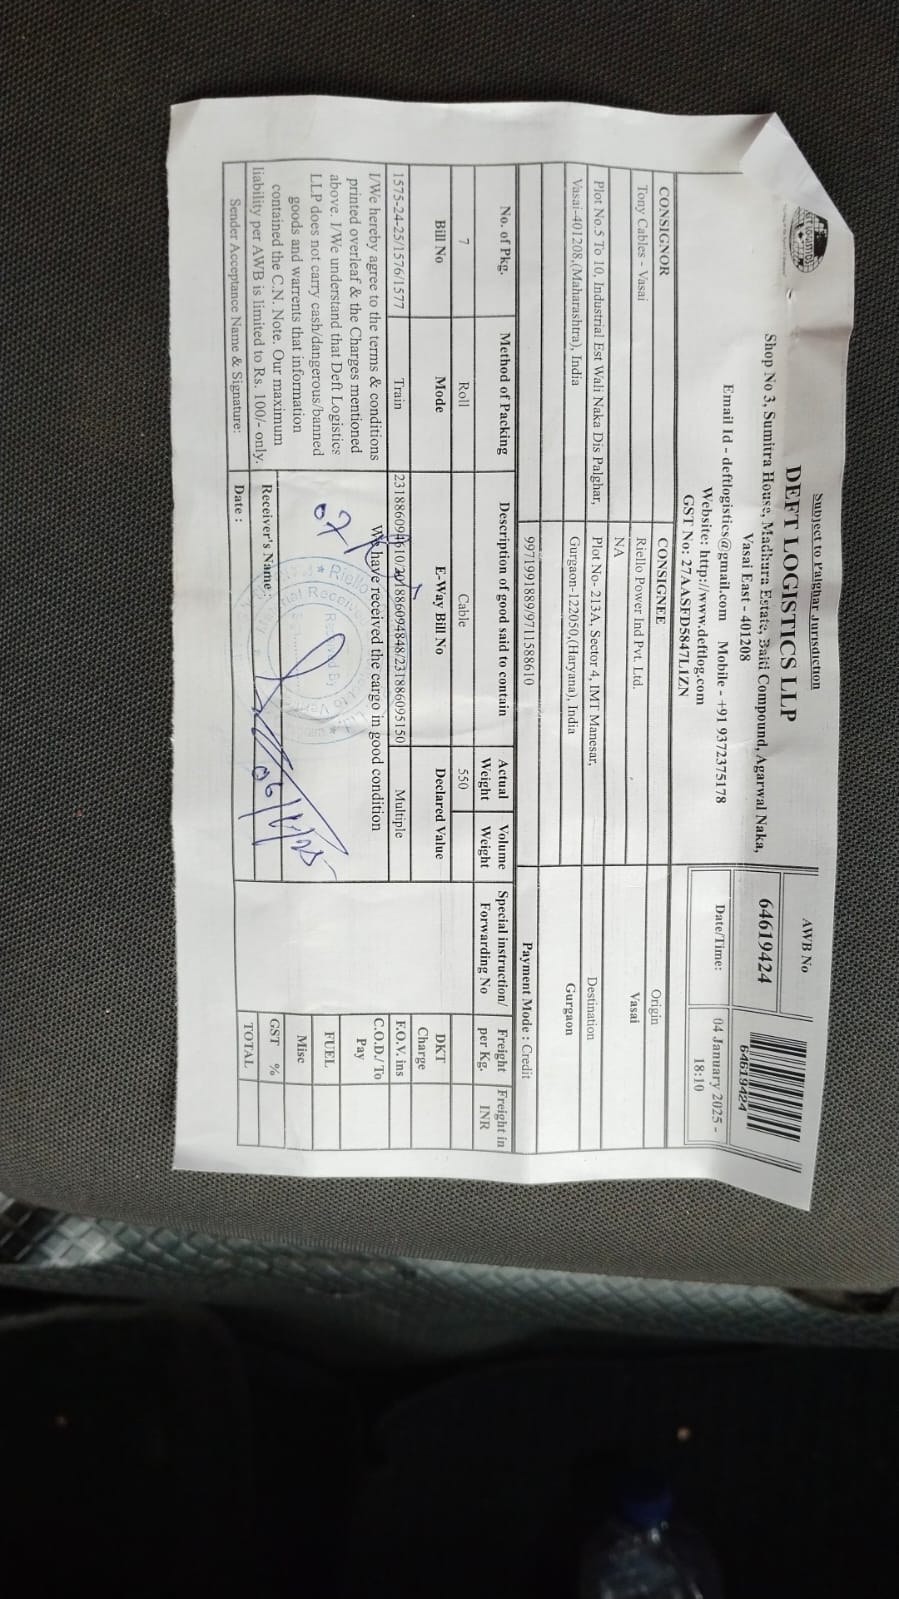 Subject to Palghar Jurisdiction
DEFT LOGISTICS LLP
Shop No 3, Sumitra House, Madhura Estate, Baiti Compound, Agarwal Naka,
Vasai East - 401208
Email Id - deftlogistics@gmail.com Mobile - +91 9372375178
Website: http://www.deftlog.com
GST No: 27AASFD5847L1ZN
AWB No
64619424
64619424
Date/Time:
04 January 2025 -
18:10
CONSIGNOR
Tony Cables - Vasai
Plot No.5 To 10, Industrial Est Wali Naka Dis Palghar,
Vasai-401208,(Maharashtra), India
CONSIGNEE
Riello Power Ind Pvt. Ltd.
NA
Plot No- 213A, Sector 4, IMT Manesar,
Gurgaon-122050,(Haryana), India
9971991889/9711588610
Origin
Vasai
Destination
Gurgaon
Payment Mode : Credit
No. of Pkg.
Method of Packing
Description of good said to contain
Actual Weight
Volume Weight
Special instruction/ Forwarding No
Freight per Kg.
Freight in INR
7
Roll
Cable
550
Bill No
Mode
E-Way Bill No
Declared Value
DKT Charge
1575-24-25/1576/1577
Train
Multiple
F.O.V. ins
I/We hereby agree to the terms & conditions
printed overleaf & the Charges mentioned
above. I/We understand that Deft Logistics
LLP does not carry cash/dangerous/banned
goods and warrents that information
contained the C.N. Note. Our maximum
liability per AWB is limited to Rs. 100/- only.
Sender Acceptance Name & Signature:
We have received the cargo in good condition
07
Riello
Received By
Receiver's Name
Date :
C.O.D./ To Pay
FUEL
Misc
GST %
TOTAL